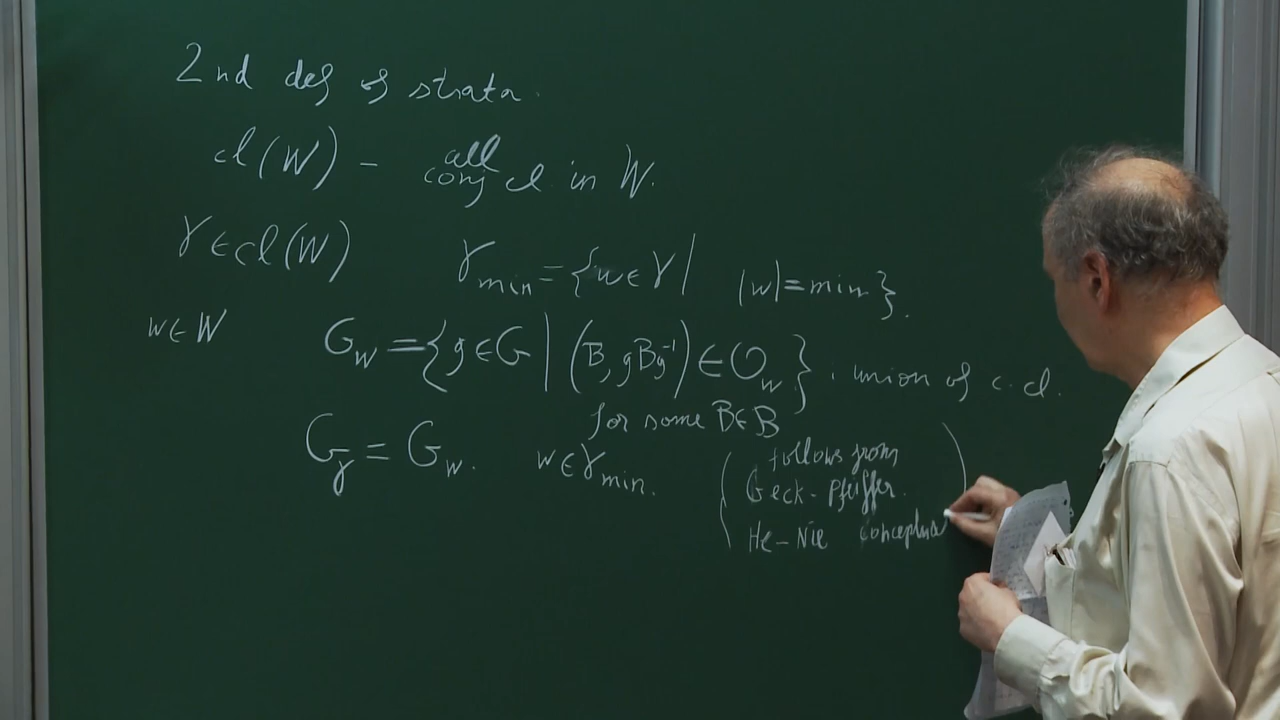 2nd def of strata.
cl(W) - all conj cl in W.
γ∈cl(W) γ_min = {w∈γ | |w|=min}.
w∈W G_w = {g∈G | (B, gBg⁻¹) ∈ O_w}. union of c.cl.
for some B∈B
G_γ = G_w. w∈γ_min. (follows from
Geck-Pfeiffer.
He-Nie conceptual)